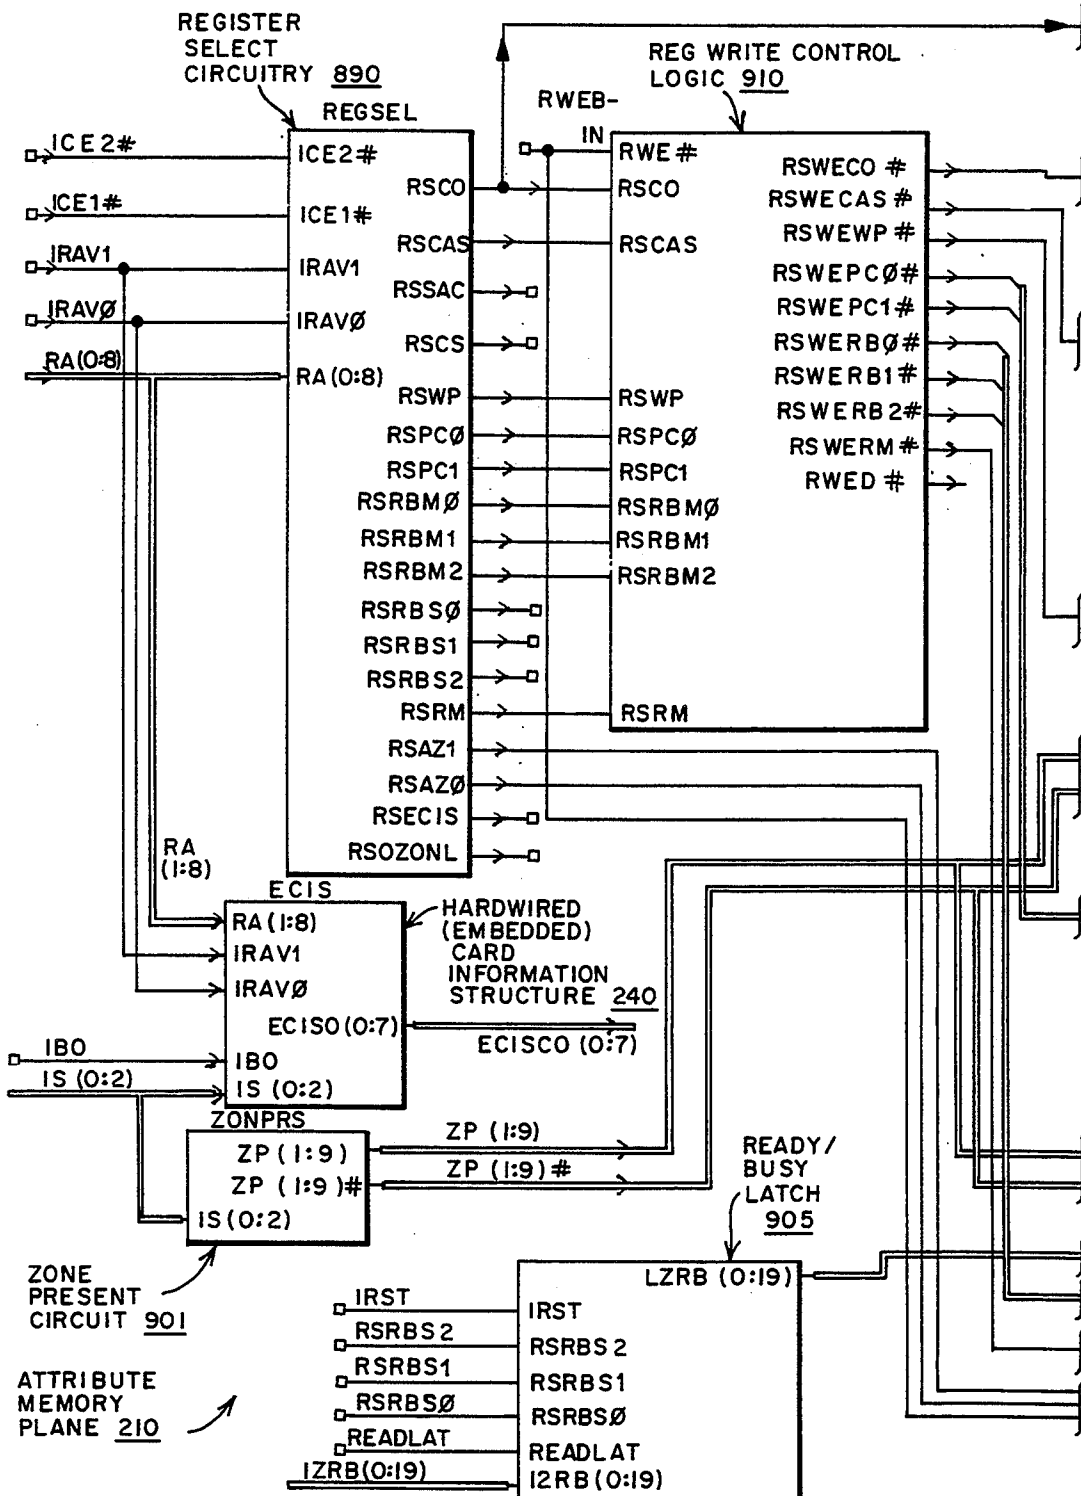 REGISTER
SELECT
CIRCUITRY 890
REGSEL
REG WRITE CONTROL
LOGIC 910
RWEB-
IN
ICE2#
ICE1#
IRAV1
IRAVØ
RA(0:8)
ICE2#
ICE1#
IRAV1
IRAVØ
RA(0:8)
RSCO
RSCAS
RSSAC
RSCS
RSWP
RSPCØ
RSPC1
RSRBMØ
RSRBM1
RSRBM2
RSRBSØ
RSRBS1
RSRBS2
RSRM
RSAZ1
RSAZØ
RSECIS
RSOZONL
RWE#
RSCO
RSCAS
RSWP
RSPCØ
RSPC1
RSRBMØ
RSRBM1
RSRBM2
RSRM
RSWECO #
RSWECAS #
RSWEWP #
RSWEPCØ#
RSWEPC1#
RSWERBØ#
RSWERB1#
RSWERB2#
RSWERM #
RWED #
RA
(1:8)
ECIS
RA(1:8)
IRAV1
IRAVØ
ECISO(0:7)
IBO
IS (0:2)
IBO
IS (0:2)
HARDWIRED
(EMBEDDED)
CARD
INFORMATION
STRUCTURE 240
ECISCO (0:7)
ZONPRS
ZP (1:9)
ZP (1:9)#
IS(0:2)
ZP (1:9)
ZP (1:9)#
ZONE
PRESENT
CIRCUIT 901
READY/
BUSY
LATCH
905
LZRB (0:19)
IRST
RSRBS2
RSRBS1
RSRBSØ
READLAT
IZRB(0:19)
IRST
RSRBS2
RSRBS1
RSRBSØ
READLAT
I2RB(0:19)
ATTRIBUTE
MEMORY
PLANE 210